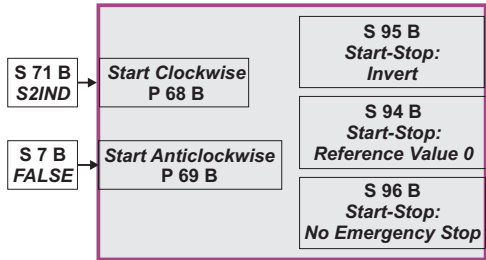 S 71 B
S2IND
Start Clockwise
P 68 B
S 7 B
FALSE
Start Anticlockwise
P 69 B
S 95 B
Start-Stop:
Invert
S 94 B
Start-Stop:
Reference Value 0
S 96 B
Start-Stop:
No Emergency Stop